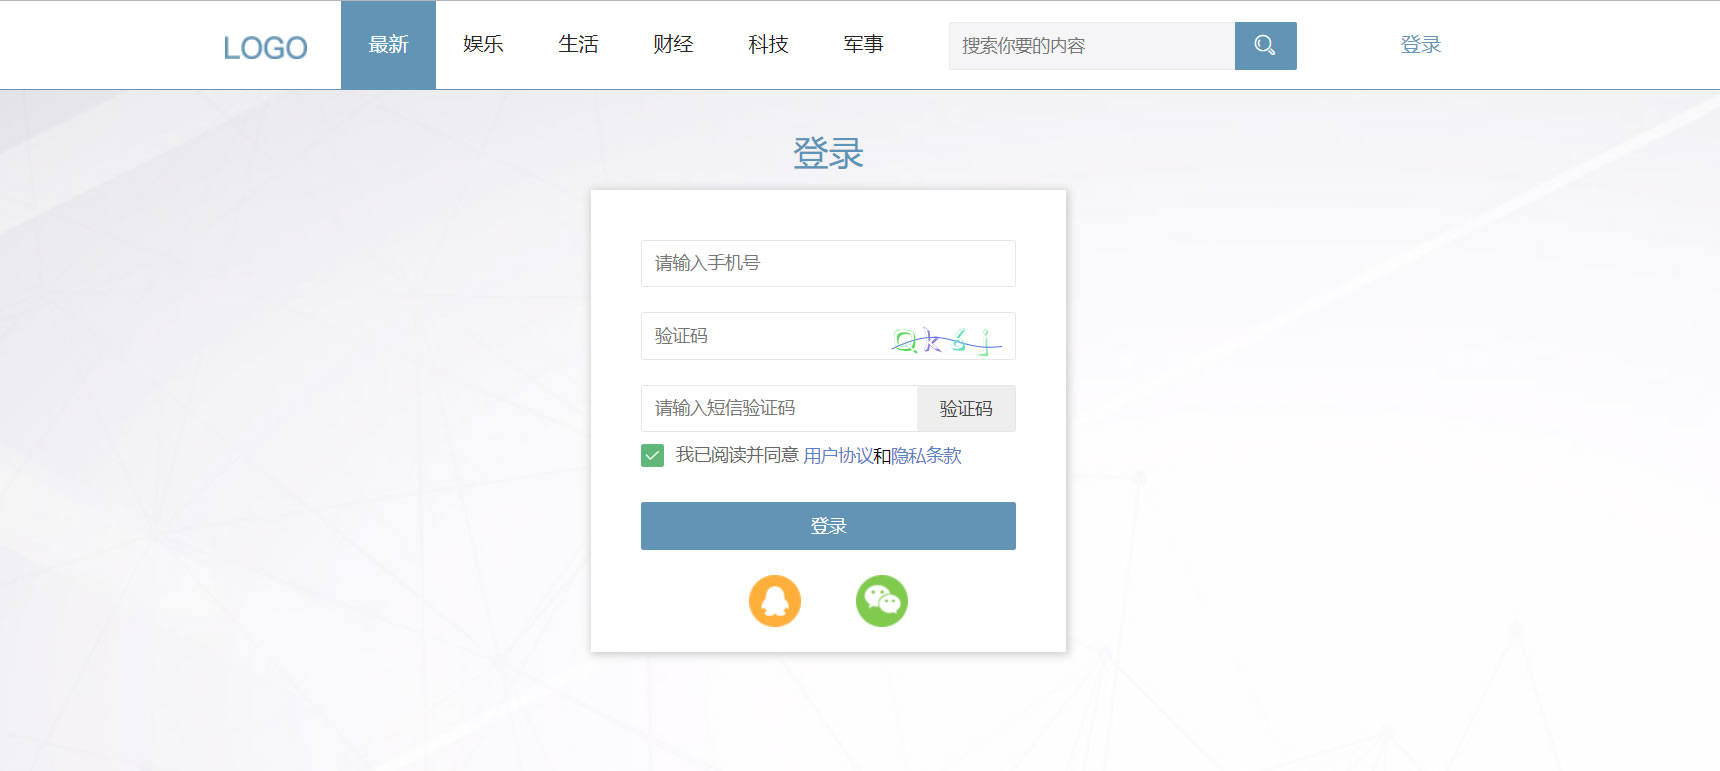 LOGO 最新 娱乐 生活 财经 科技 军事 搜索你要的内容 登录
登录
请输入手机号
验证码 Qk6j
请输入短信验证码 验证码
我已阅读并同意 用户协议和隐私条款
登录